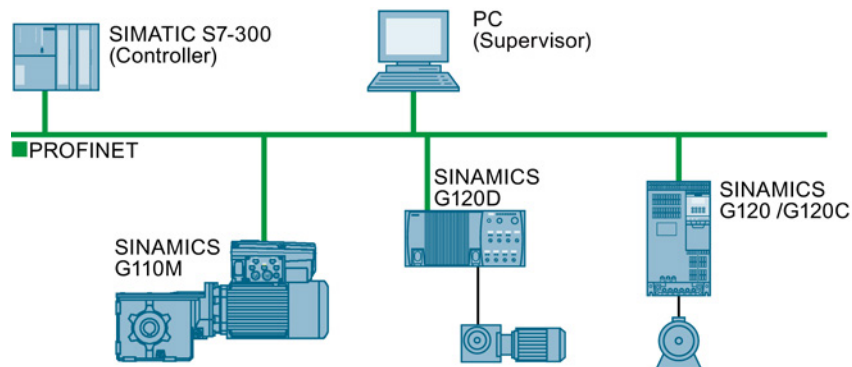 SIMATIC S7-300
(Controller)
PC
(Supervisor)
PROFINET
SINAMICS
G110M
SINAMICS
G120D
SINAMICS
G120 /G120C